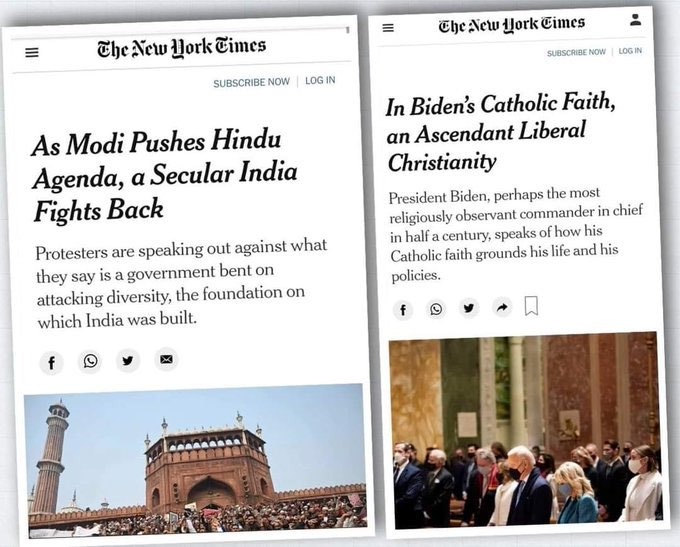 The New York Times
SUBSCRIBE NOW | LOG IN
As Modi Pushes Hindu
Agenda, a Secular India
Fights Back
Protesters are speaking out against what
they say is a government bent on
attacking diversity, the foundation on
which India was built.
The New York Times
SUBSCRIBE NOW | LOG IN
In Biden's Catholic Faith,
an Ascendant Liberal
Christianity
President Biden, perhaps the most
religiously observant commander in chief
in half a century, speaks of how his
Catholic faith grounds his life and his
policies.